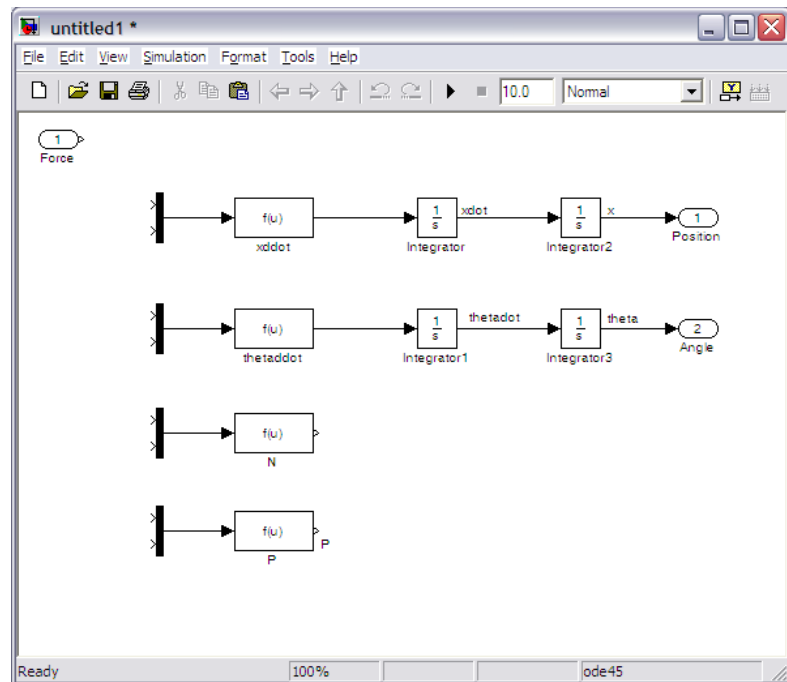 untitled1 *
File Edit View Simulation Format Tools Help
10.0 Normal
1
Force
f(u)
xddot
1
s
Integrator
xdot
1
s
Integrator2
x
1
Position
f(u)
thetaddot
1
s
Integrator1
thetadot
1
s
Integrator3
theta
2
Angle
f(u)
N
f(u)
P
P
Ready 100% ode45